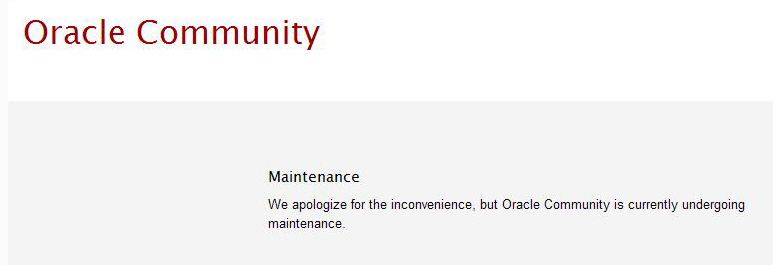 Oracle Community
Maintenance
We apologize for the inconvenience, but Oracle Community is currently undergoing
maintenance.